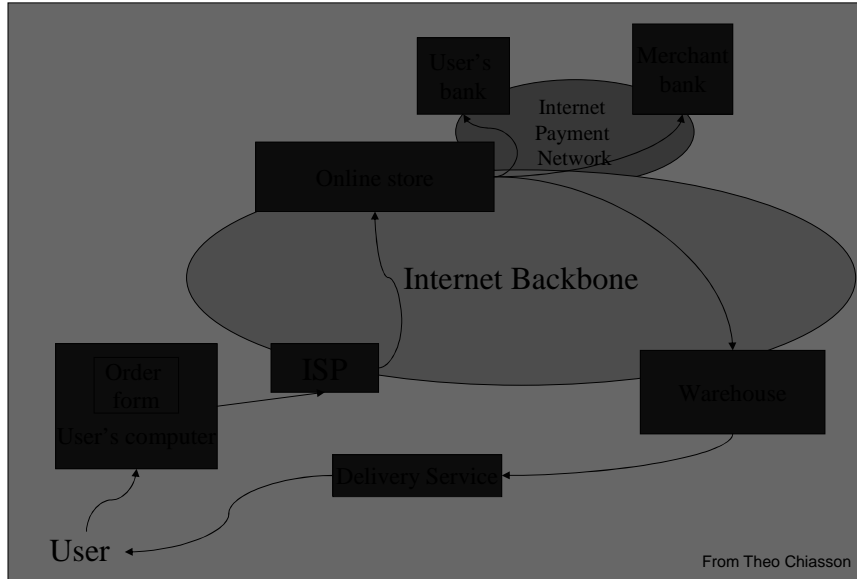 User's
bank
Merchant
bank
Internet
Payment
Network
Online store
Internet Backbone
ISP
Order
form
User's computer
Warehouse
Delivery Service
User
From Theo Chiasson